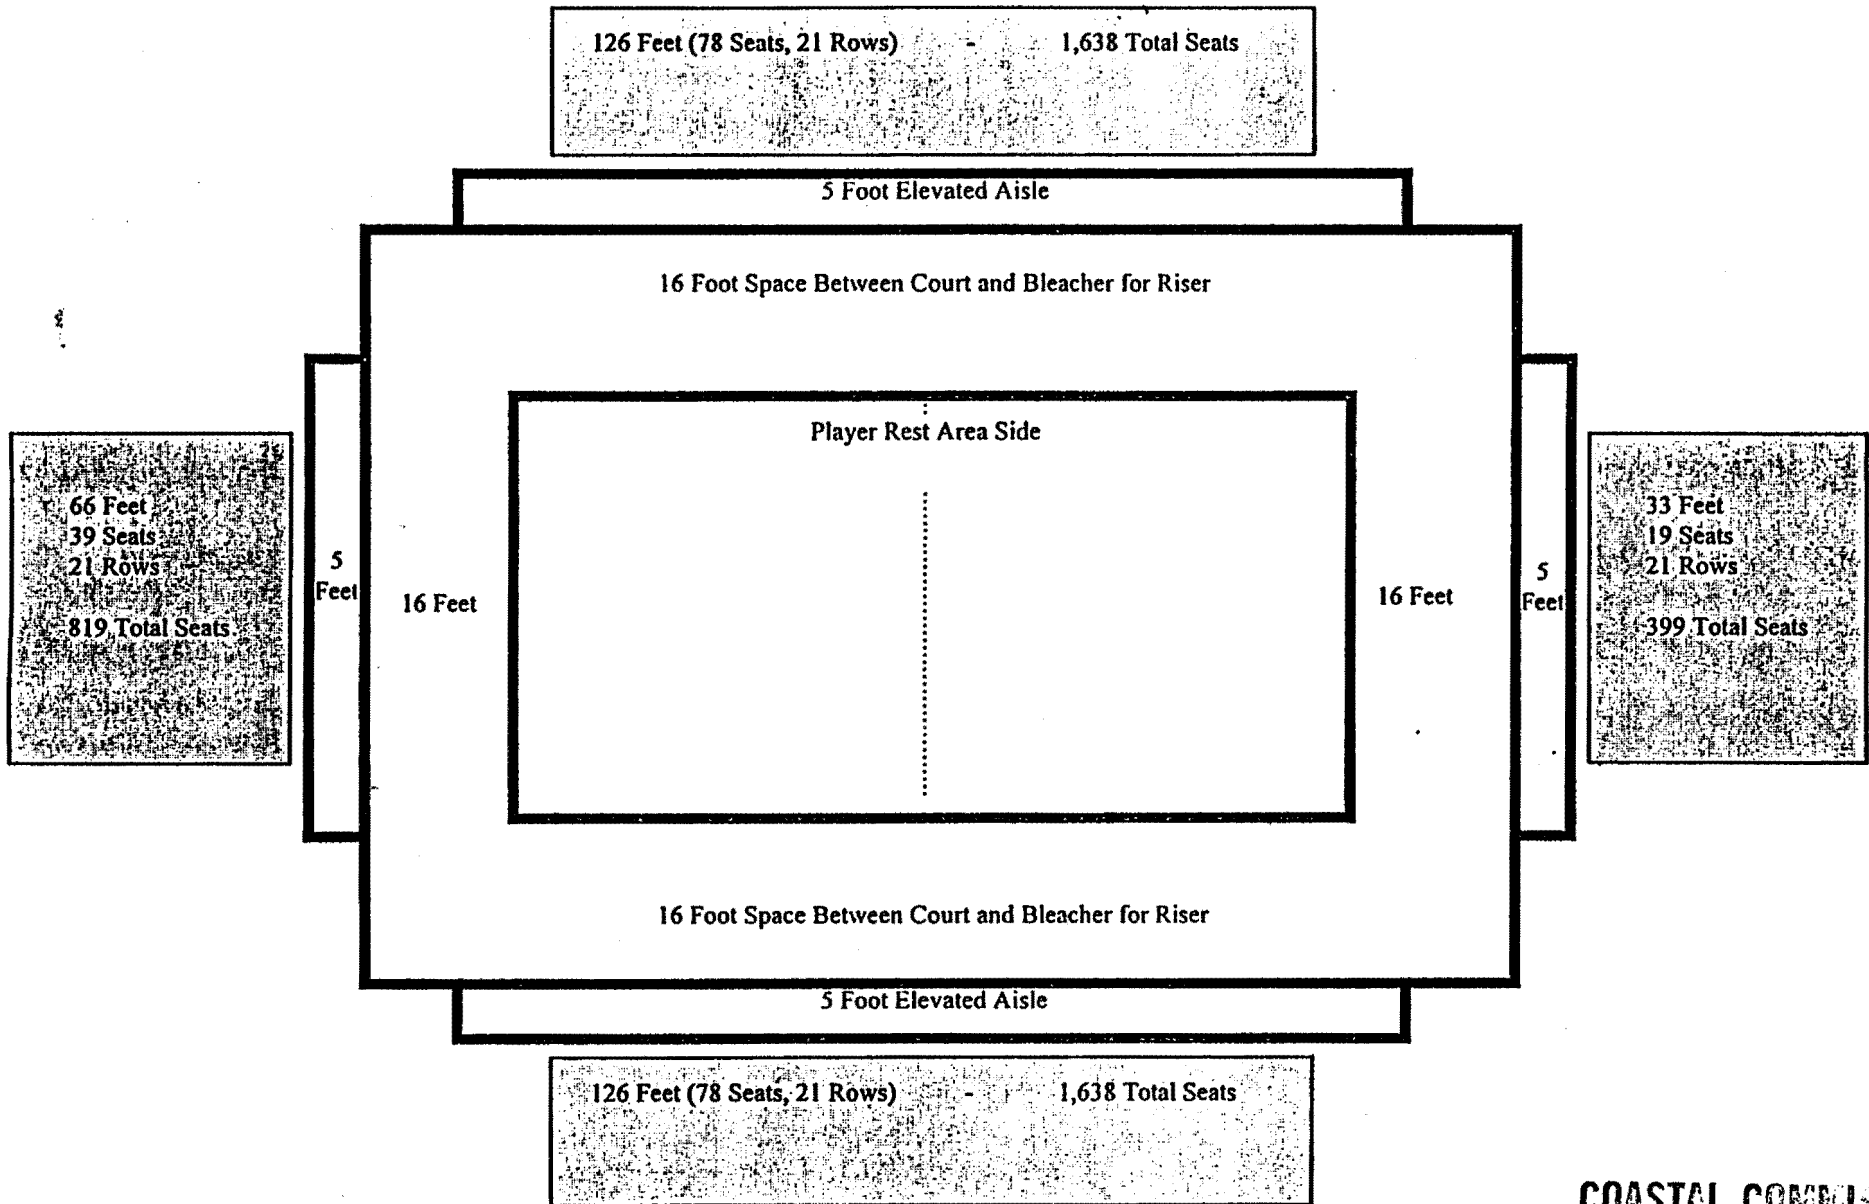 126 Feet (78 Seats, 21 Rows) - 1,638 Total Seats
5 Foot Elevated Aisle
16 Foot Space Between Court and Bleacher for Riser
Player Rest Area Side
66 Feet
39 Seats
21 Rows
819 Total Seats
5
Feet
16 Feet
16 Feet
5
Feet
33 Feet
19 Seats
21 Rows
399 Total Seats
16 Foot Space Between Court and Bleacher for Riser
5 Foot Elevated Aisle
126 Feet (78 Seats, 21 Rows) - 1,638 Total Seats
COASTAL